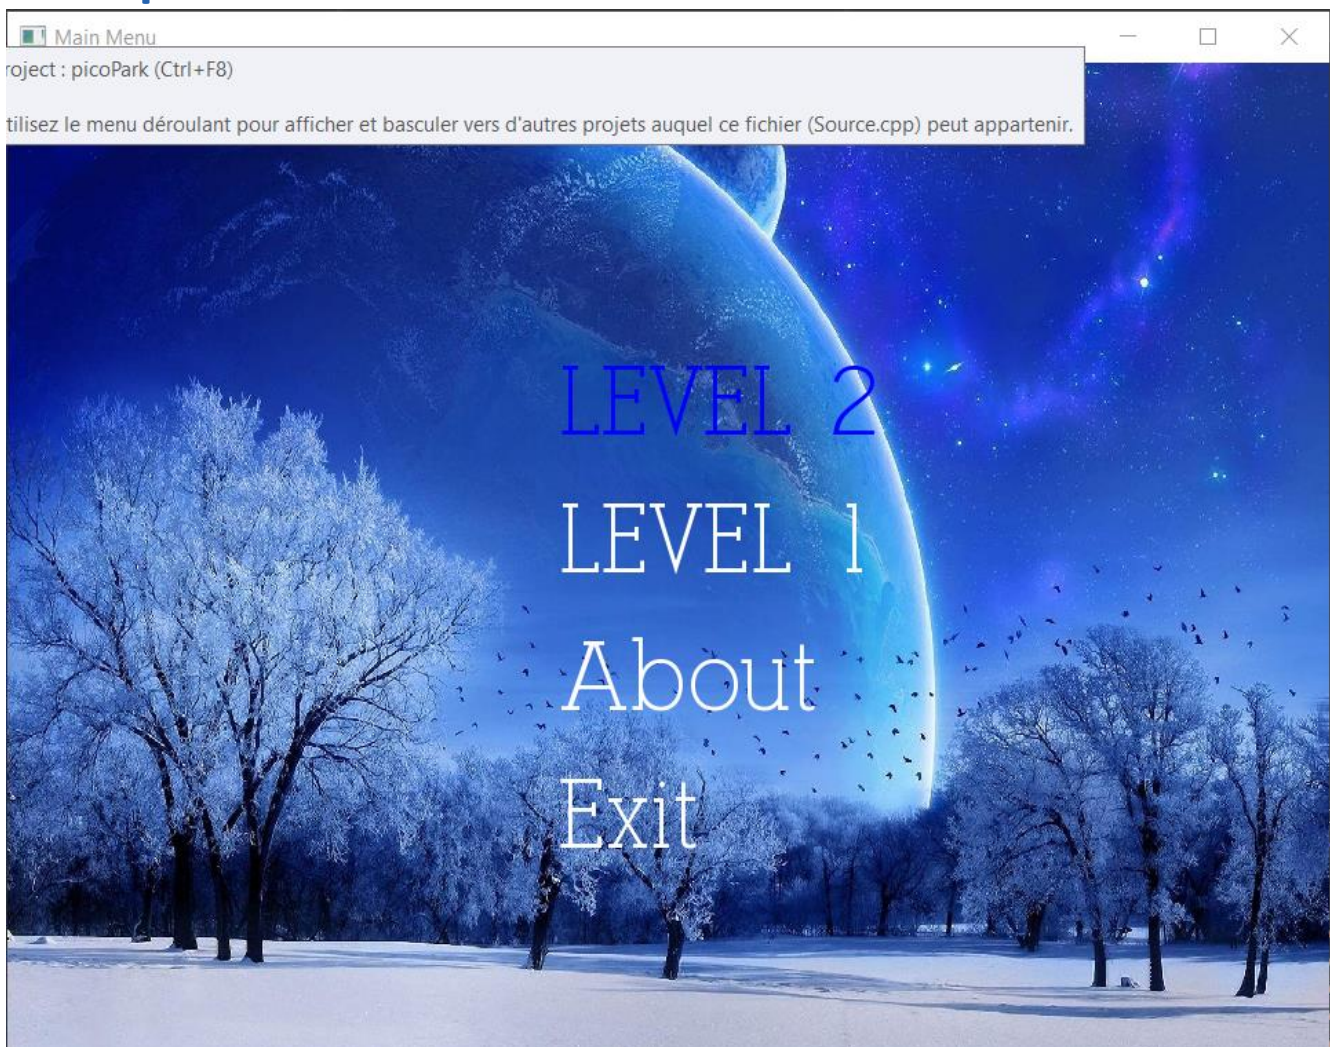 Main Menu
roject : picoPark (Ctrl+F8)
tilisez le menu déroulant pour afficher et basculer vers d'autres projets auquel ce fichier (Source.cpp) peut appartenir.
LEVEL 2
LEVEL 1
About
Exit